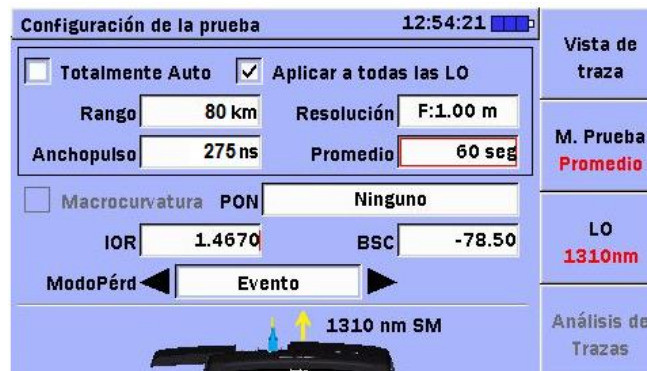 Configuración de la prueba 12:54:21
Totalmente Auto Aplicar a todas las LO
Rango 80 km Resolución F:1.00 m
Anchopulso 275 ns Promedio 60 seg
Macrocurvatura PON Ninguno
IOR 1.4670 BSC -78.50
ModoPérd Evento
1310 nm SM
Vista de
traza
M. Prueba
Promedio
LO
1310nm
Análisis de
Trazas